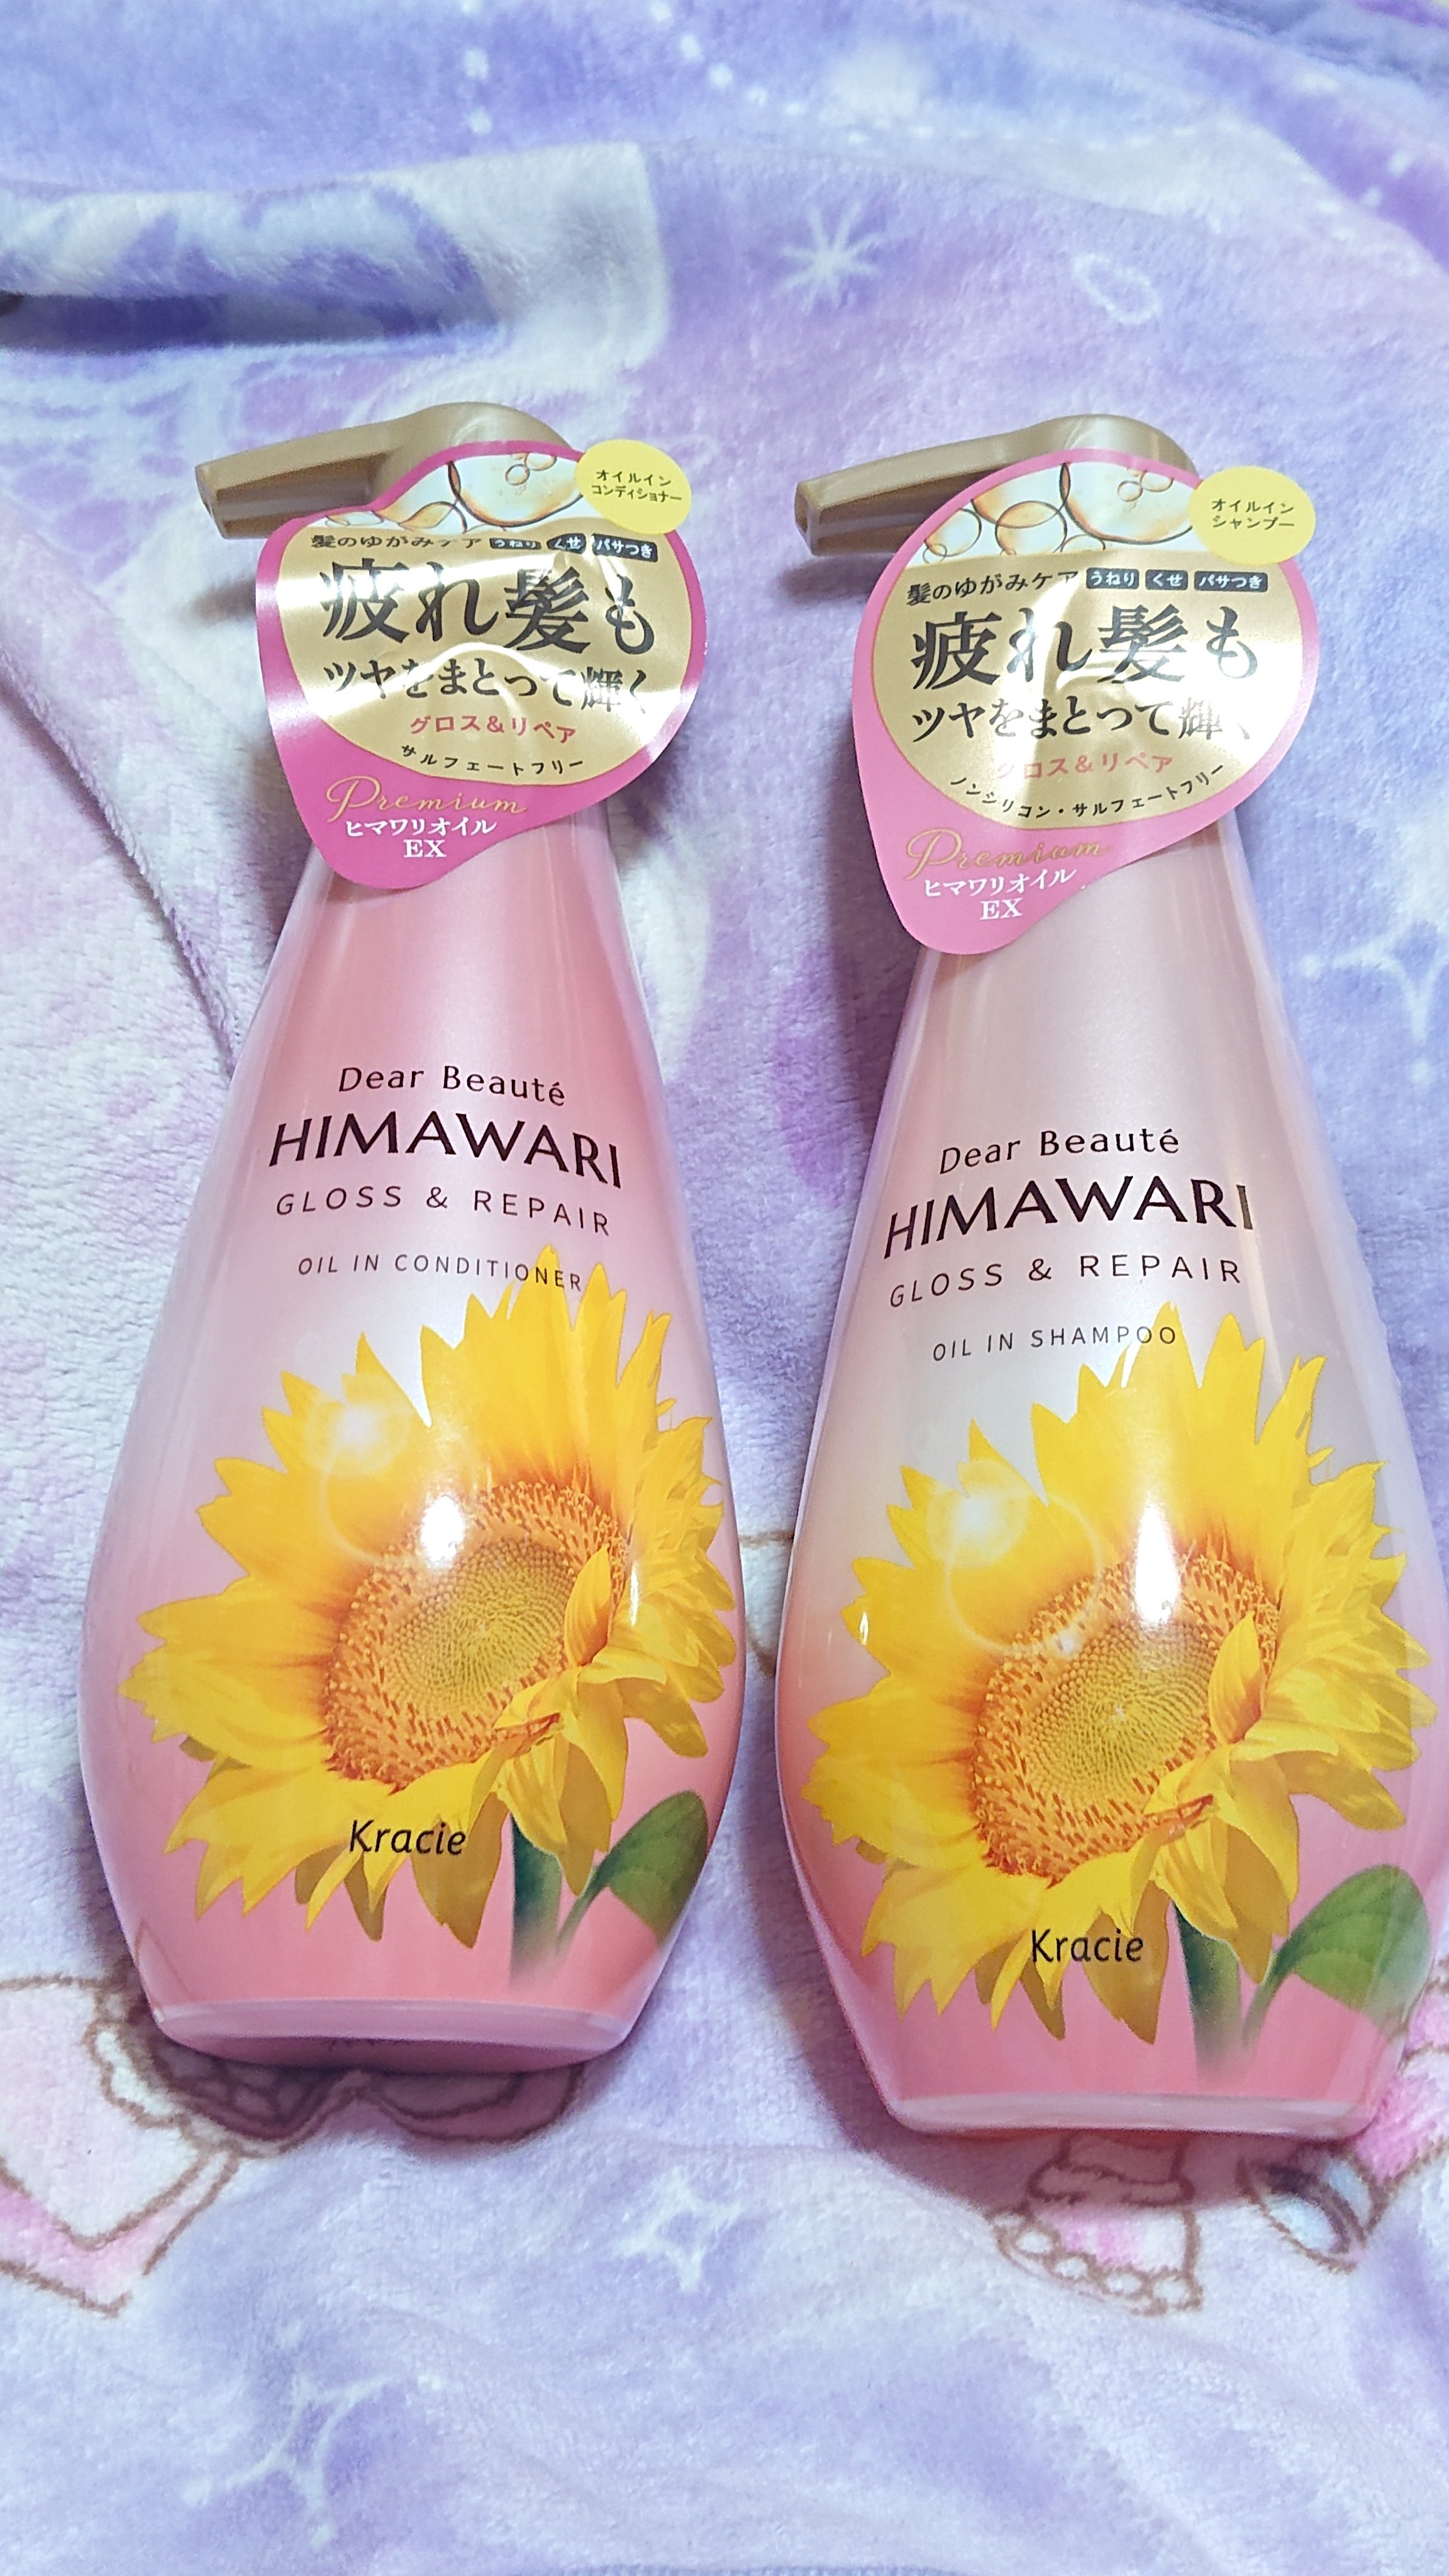 オイルイン
コンディショナー
髪のゆがみケア うねり くせ パサつき
疲れ髪も
ツヤをまとって輝く
グロス&リペア
サルフェートフリー
Premium
ヒマワリオイル
EX
Dear Beauté
HIMAWARI
GLOSS & REPAIR
OIL IN CONDITIONER
Kracie
オイルイン
シャンプー
髪のゆがみケア うねり くせ パサつき
疲れ髪も
ツヤをまとって輝く
グロス&リペア
ノンシリコン・サルフェートフリー
Premium
ヒマワリオイル
EX
Dear Beauté
HIMAWARI
GLOSS & REPAIR
OIL IN SHAMPOO
Kracie